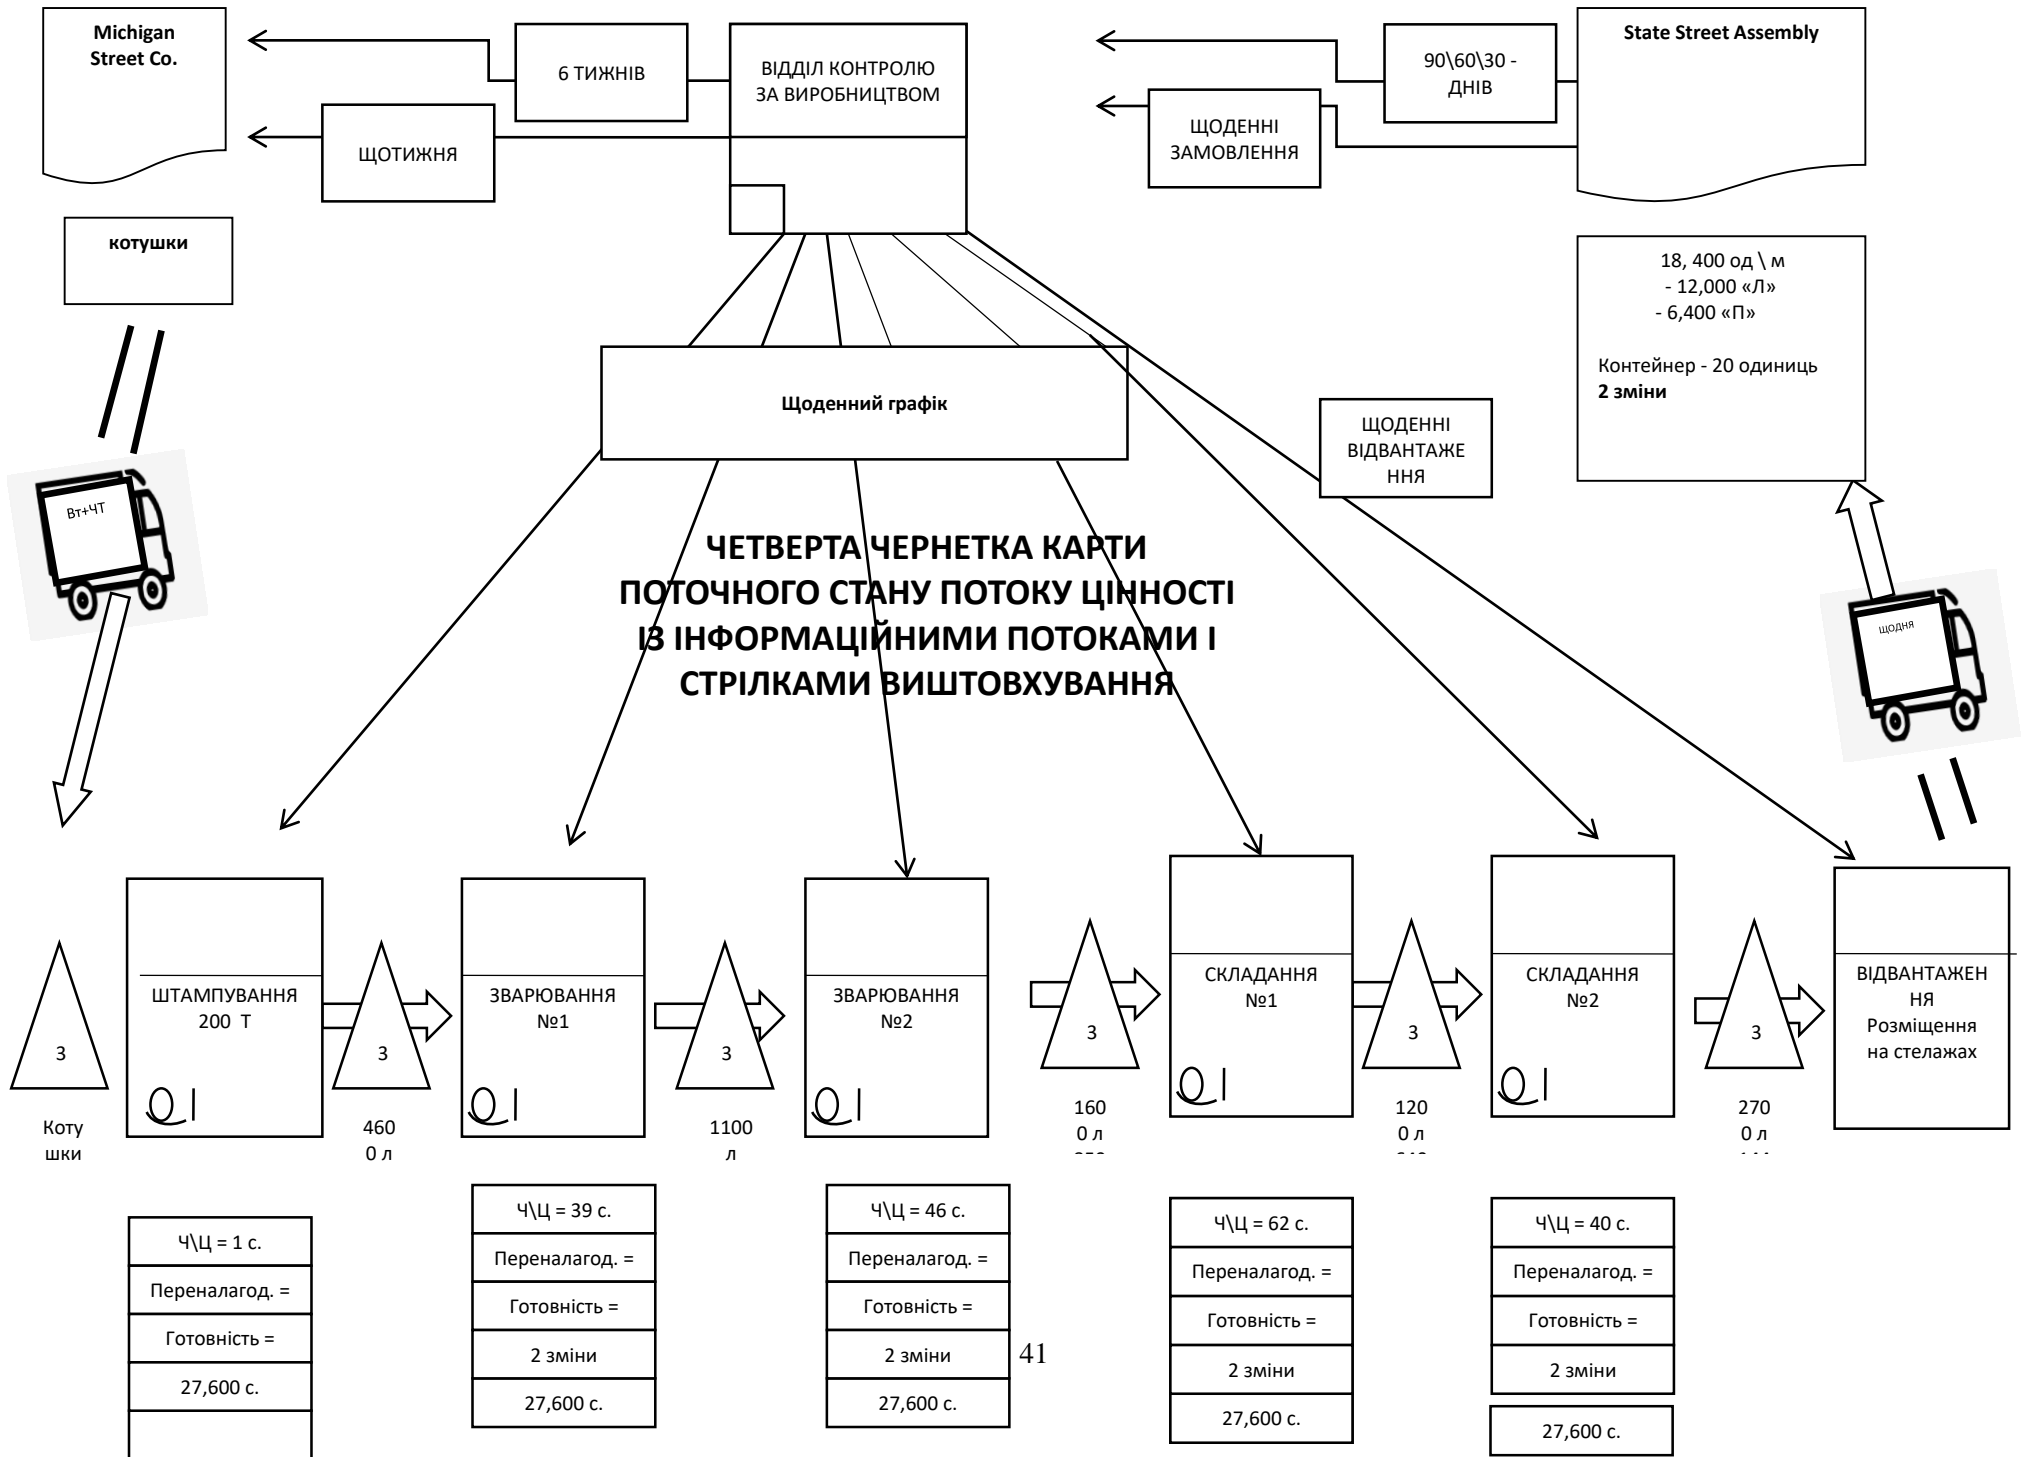 Michigan
Street Co.
6 ТИЖНІВ
ВІДДІЛ КОНТРОЛЮ
ЗА ВИРОБНИЦТВОМ
90\60\30 -
ДНІВ
State Street Assembly
ЩОТИЖНЯ
ЩОДЕННІ
ЗАМОВЛЕННЯ
котушки
18, 400 од \ м
- 12,000 «Л»
- 6,400 «П»
Контейнер - 20 одиниць
2 зміни
Щоденний графік
ЩОДЕННІ
ВІДВАНТАЖЕ
ННЯ
Вт+ЧТ
ЧЕТВЕРТА ЧЕРНЕТКА КАРТИ
ПОТОЧНОГО СТАНУ ПОТОКУ ЦІННОСТІ
ІЗ ІНФОРМАЦІЙНИМИ ПОТОКАМИ І
СТРІЛКАМИ ВИШТОВХУВАННЯ
ЩОДНЯ
З
Коту
шки
ШТАМПУВАННЯ
200 Т
З
460
0 л
ЗВАРЮВАННЯ
№1
З
1100
л
ЗВАРЮВАННЯ
№2
З
160
0 л
СКЛАДАННЯ
№1
З
120
0 л
СКЛАДАННЯ
№2
З
270
0 л
ВІДВАНТАЖЕН
НЯ
Розміщення
на стелажах
Ч\Ц = 1 с.
Переналагод. =
Готовність =
27,600 с.
Ч\Ц = 39 с.
Переналагод. =
Готовність =
2 зміни
27,600 с.
Ч\Ц = 46 с.
Переналагод. =
Готовність =
2 зміни
27,600 с.
41
Ч\Ц = 62 с.
Переналагод. =
Готовність =
2 зміни
27,600 с.
Ч\Ц = 40 с.
Переналагод. =
Готовність =
2 зміни
27,600 с.